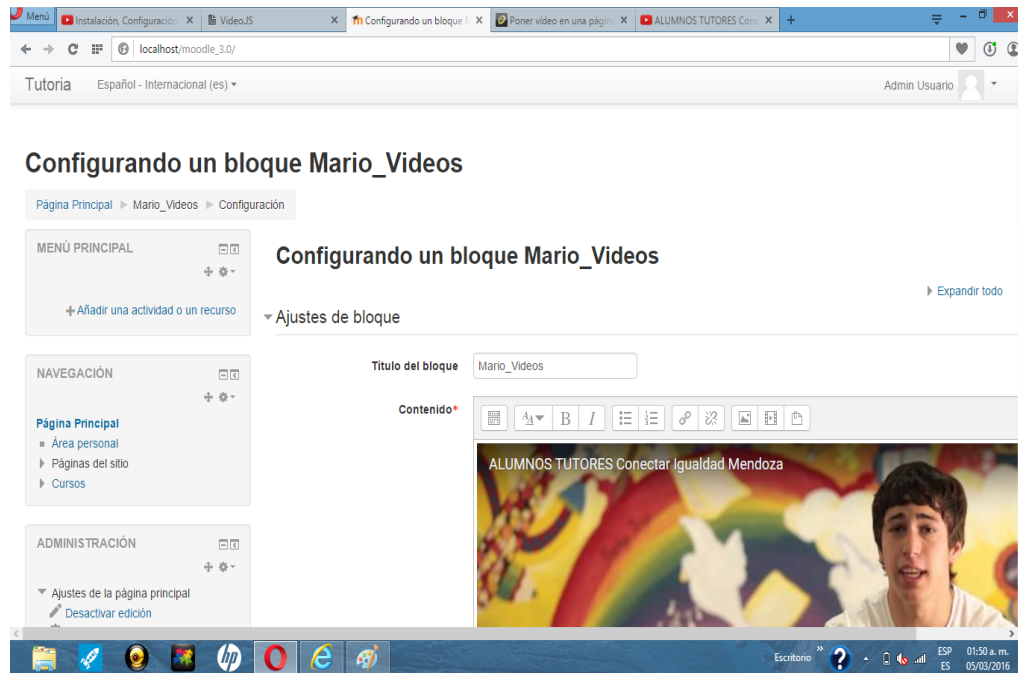 Menú
Instalación, Configuración
VideoJS
Configurando un bloque
Poner vídeo en una página
ALUMNOS TUTORES Con
localhost/moodle_3.0/
Tutoria
Español - Internacional (es)
Admin Usuario
Configurando un bloque Mario_Videos
Página Principal
Mario_Videos
Configuración
MENÚ PRINCIPAL
Añadir una actividad o un recurso
NAVEGACIÓN
Página Principal
Área personal
Páginas del sitio
Cursos
ADMINISTRACIÓN
Ajustes de la página principal
Desactivar edición
Configurando un bloque Mario_Videos
Expandir todo
Ajustes de bloque
Título del bloque
Mario_Videos
Contenido*
B I
ALUMNOS TUTORES Conectar Igualdad Mendoza
hp
Escritorio
ESP
ES
01:50 a. m.
05/03/2016